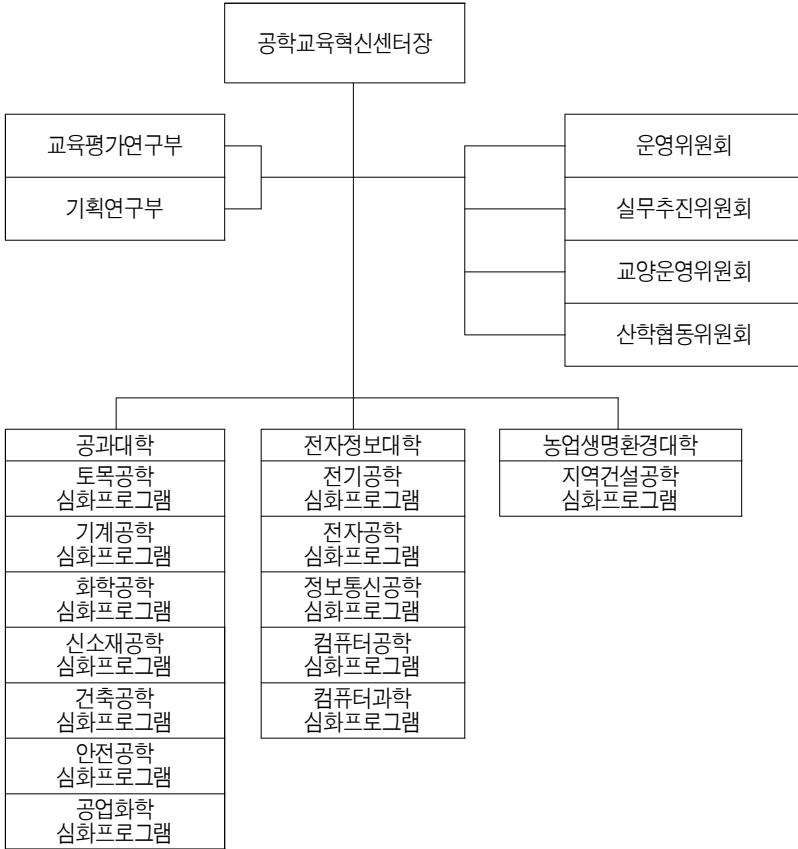 공학교육혁신센터장
교육평가연구부
기획연구부
운영위원회
실무추진위원회
교양운영위원회
산학협동위원회
공과대학
토목공학
심화프로그램
기계공학
심화프로그램
화학공학
심화프로그램
신소재공학
심화프로그램
건축공학
심화프로그램
안전공학
심화프로그램
공업화학
심화프로그램
전자정보대학
전기공학
심화프로그램
전자공학
심화프로그램
정보통신공학
심화프로그램
컴퓨터공학
심화프로그램
컴퓨터과학
심화프로그램
농업생명환경대학
지역건설공학
심화프로그램